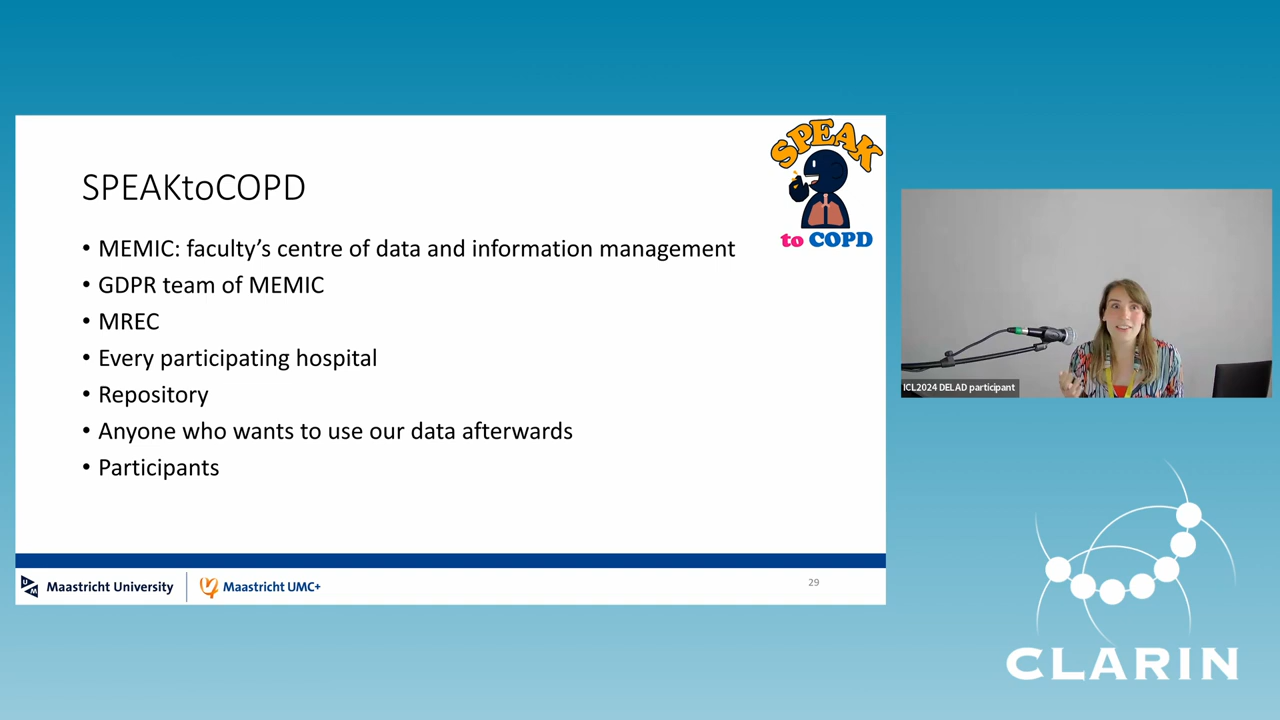 SPEAK
to COPD
SPEAKtoCOPD
• MEMIC: faculty's centre of data and information management
• GDPR team of MEMIC
• MREC
• Every participating hospital
• Repository
• Anyone who wants to use our data afterwards
• Participants
Maastricht University
Maastricht UMC+
29
ICL2024 DELAD participant
CLARIN